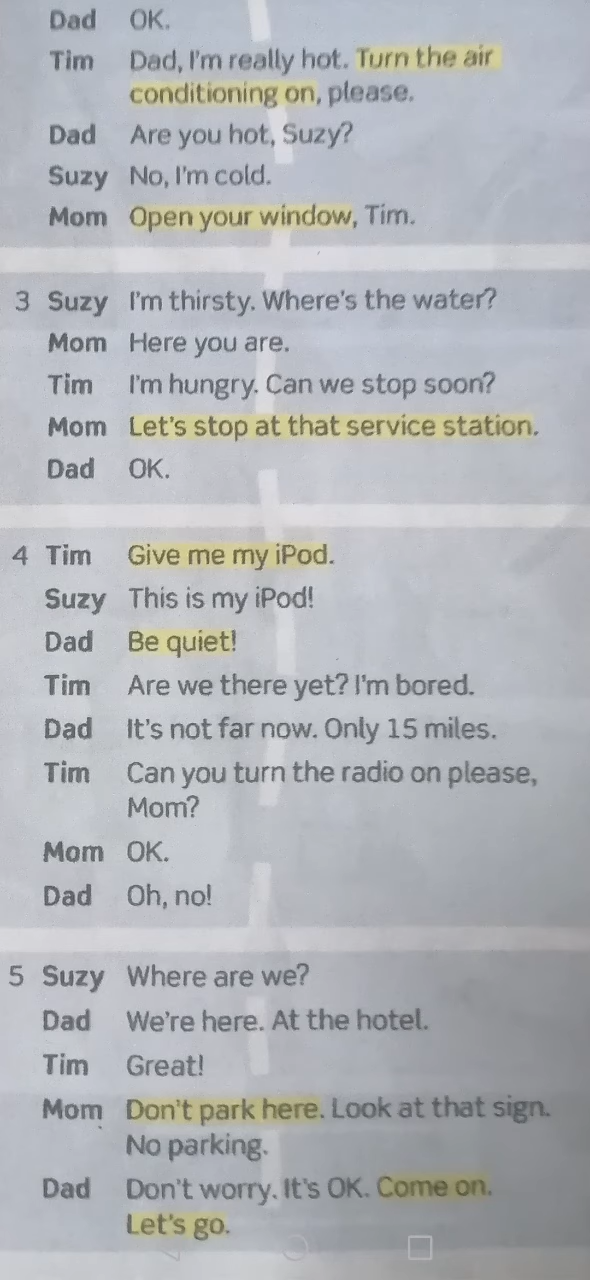 Dad OK.
Tim Dad, I'm really hot. Turn the air
conditioning on, please.
Dad Are you hot, Suzy?
Suzy No, I'm cold.
Mom Open your window, Tim.
3 Suzy I'm thirsty. Where's the water?
Mom Here you are.
Tim I'm hungry. Can we stop soon?
Mom Let's stop at that service station.
Dad OK.
4 Tim Give me my iPod.
Suzy This is my iPod!
Dad Be quiet!
Tim Are we there yet? I'm bored.
Dad It's not far now. Only 15 miles.
Tim Can you turn the radio on please,
Mom?
Mom OK.
Dad Oh, no!
5 Suzy Where are we?
Dad We're here. At the hotel.
Tim Great!
Mom Don't park here. Look at that sign.
No parking.
Dad Don't worry. It's OK. Come on.
Let's go.